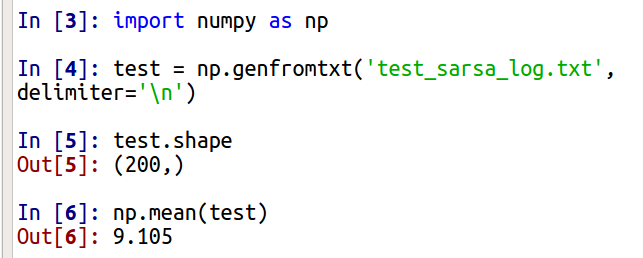 In [3]: import numpy as np
In [4]: test = np.genfromtxt('test_sarsa_log.txt',
delimiter='\n')
In [5]: test.shape
Out[5]: (200,)
In [6]: np.mean(test)
Out[6]: 9.105